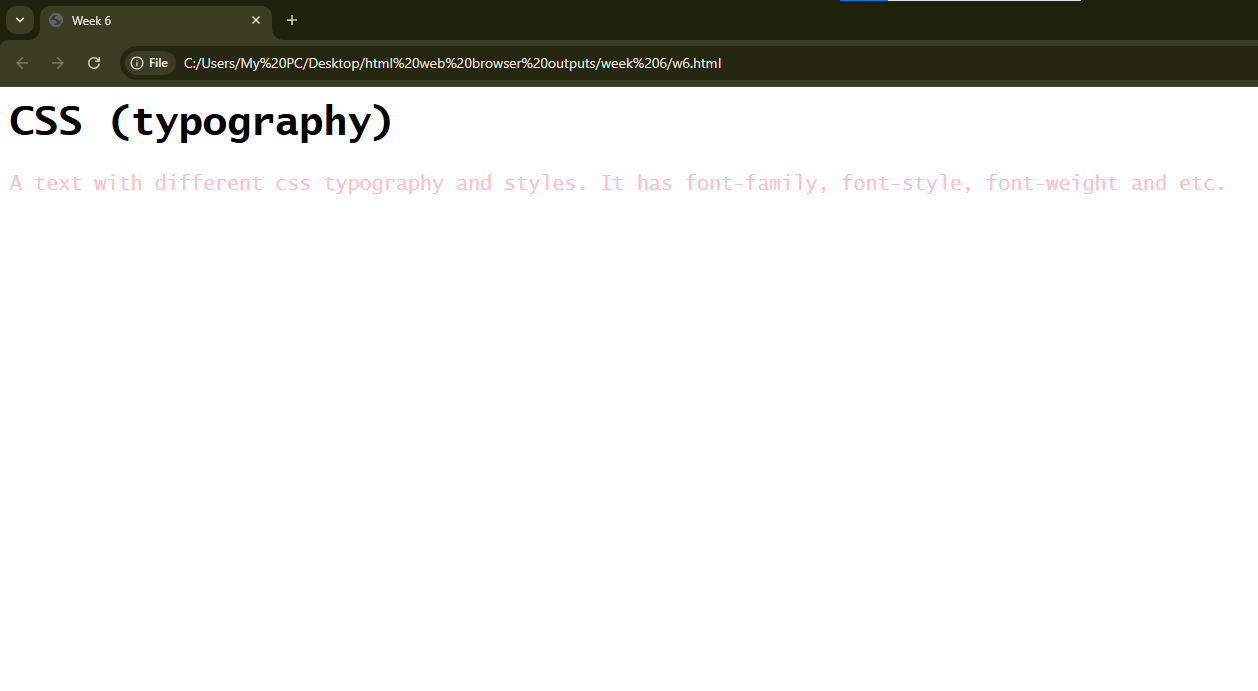 Week 6
File C:/Users/My%20PC/Desktop/html%20web%20browser%20outputs/week%206/w6.html
CSS (typography)
A text with different css typography and styles. It has font-family, font-style, font-weight and etc.